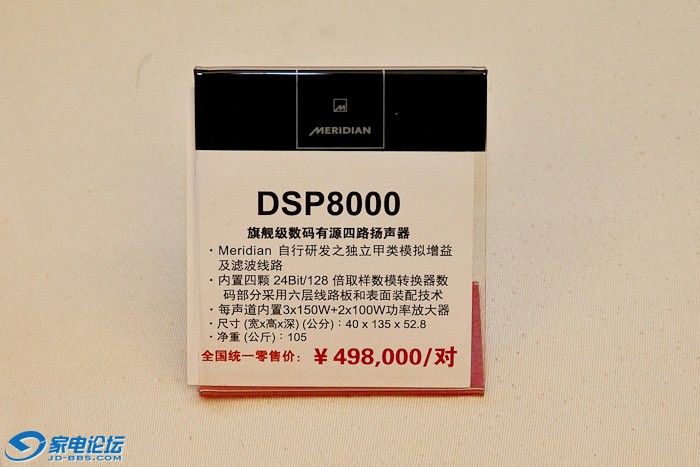 MERIDIAN
DSP8000
旗舰级数码有源四路扬声器
· Meridian 自行研发之独立甲类模拟增益
及滤波线路
· 内置四颗 24Bit/128 倍取样数模转换器数
码部分采用六层线路板和表面装配技术
· 每声道内置3x150W+2x100W功率放大器
· 尺寸 (宽x高x深) (公分)：40 x 135 x 52.8
· 净重 (公斤)：105
全国统一零售价：￥498,000/对
家电论坛
JD-BBS.COM